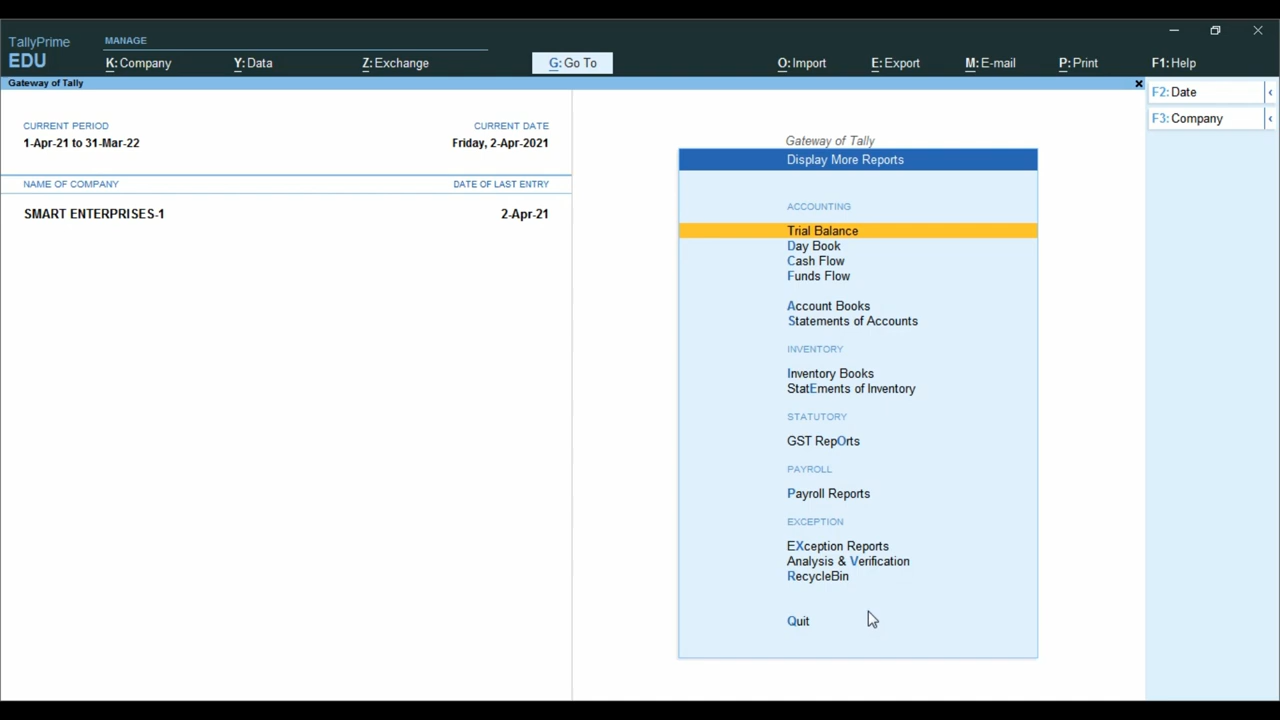 TallyPrime
EDU
MANAGE
K: Company
Y: Data
Z: Exchange
G: Go To
O: Import
E: Export
M: E-mail
P: Print
F1: Help
Gateway of Tally
F2: Date
F3: Company
CURRENT PERIOD
CURRENT DATE
1-Apr-21 to 31-Mar-22
Friday, 2-Apr-2021
NAME OF COMPANY
DATE OF LAST ENTRY
SMART ENTERPRISES-1
2-Apr-21
Gateway of Tally
Display More Reports
ACCOUNTING
Trial Balance
Day Book
Cash Flow
Funds Flow
Account Books
Statements of Accounts
INVENTORY
Inventory Books
StatEments of Inventory
STATUTORY
GST RepOrts
PAYROLL
Payroll Reports
EXCEPTION
EXception Reports
Analysis & Verification
RecycleBin
Quit